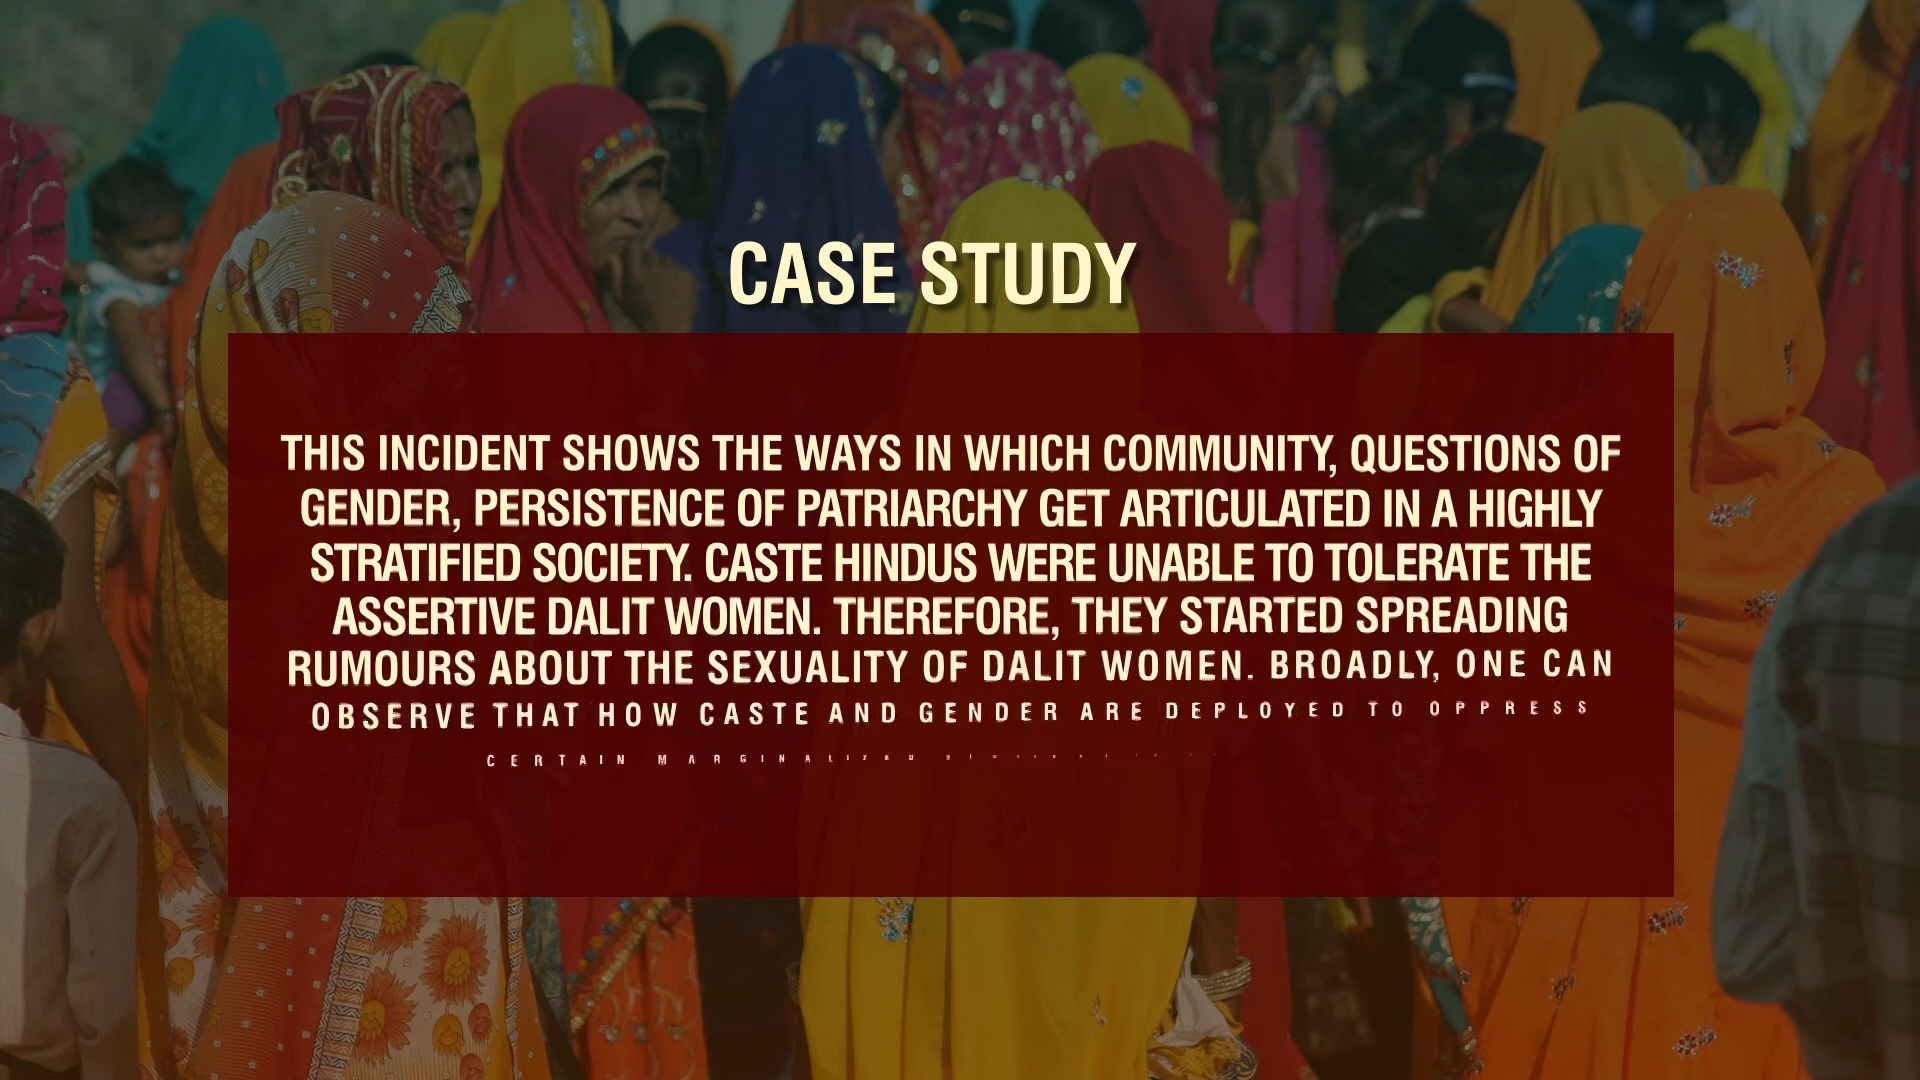 CASE STUDY
THIS INCIDENT SHOWS THE WAYS IN WHICH COMMUNITY, QUESTIONS OF
GENDER, PERSISTENCE OF PATRIARCHY GET ARTICULATED IN A HIGHLY
STRATIFIED SOCIETY. CASTE HINDUS WERE UNABLE TO TOLERATE THE
ASSERTIVE DALIT WOMEN. THEREFORE, THEY STARTED SPREADING
RUMOURS ABOUT THE SEXUALITY OF DALIT WOMEN. BROADLY, ONE CAN
OBSERVE THAT HOW CASTE AND GENDER ARE DEPLOYED TO OPPRESS
CERTAIN MARGINALIZED